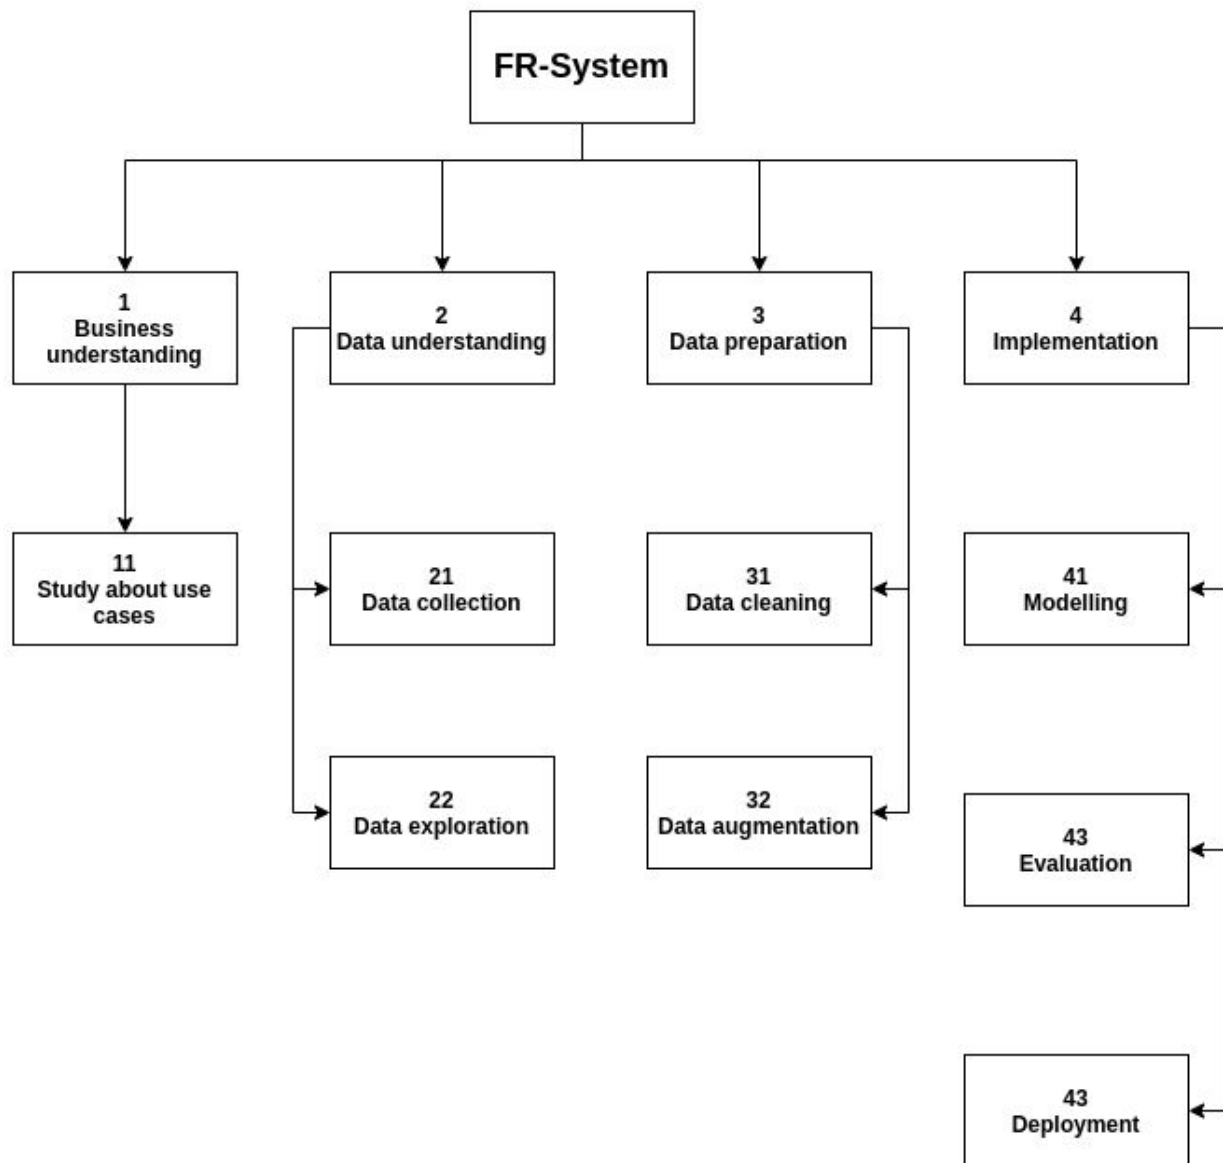 FR-System
1
Business
understanding
2
Data understanding
3
Data preparation
4
Implementation
11
Study about use
cases
21
Data collection
31
Data cleaning
41
Modelling
22
Data exploration
32
Data augmentation
43
Evaluation
43
Deployment